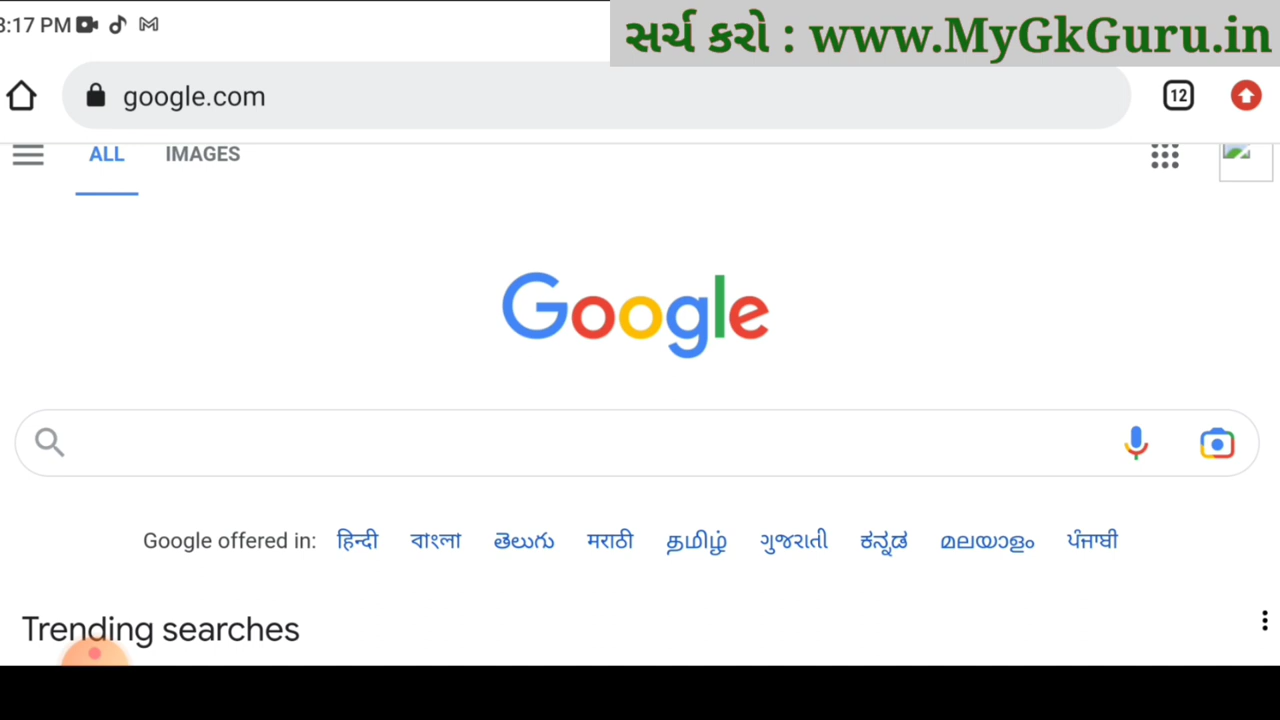 8:17 PM
સર્ચ કરો : www.MyGkGuru.in
google.com
12
ALL IMAGES
Google
Google offered in: हिन्दी বাংলা తెలుగు मराठी தமிழ் ગુજરાતી ಕನ್ನಡ മലയാളം ਪੰਜਾਬੀ
Trending searches